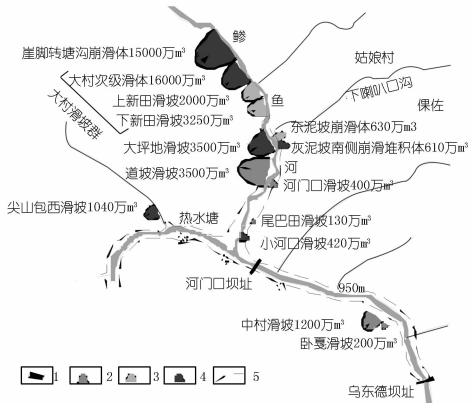 鲹
崖脚转塘沟崩滑体15000万m³
姑娘村
大村次级滑体16000万m³
上新田滑坡2000万m³
鱼
下喇叭口沟
倮佐
下新田滑坡3250万m³
大村滑坡群
东泥坡崩滑体630万m3
大坪地滑坡3500万m³
灰泥坡南侧崩滑堆积体610万m³
道坡滑坡3500万m³
河
河门口滑坡400万m³
尖山包西滑坡1040万m³
热水塘
尾巴田滑坡130万m³
小河口滑坡420万m³
河门口坝址
950m
中村滑坡1200万m³
卧戛滑坡200万m³
1 2 3 4 5
乌东德坝址